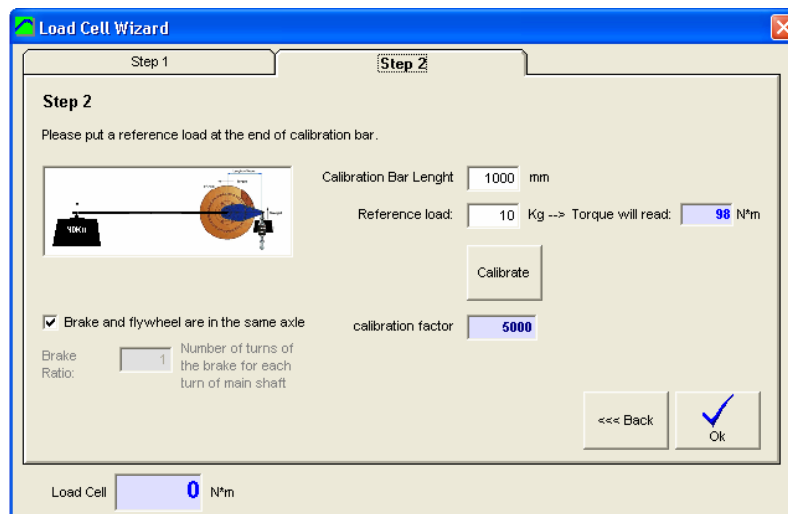 Load Cell Wizard
Step 1
Step 2
Step 2
Please put a reference load at the end of calibration bar.
Calibration Bar Lenght 1000 mm
Reference load: 10 Kg --> Torque will read: 98 N*m
Calibrate
Brake and flywheel are in the same axle
calibration factor 5000
Brake
Ratio:
1
Number of turns of
the brake for each
turn of main shaft
<<< Back
Ok
Load Cell 0 N*m